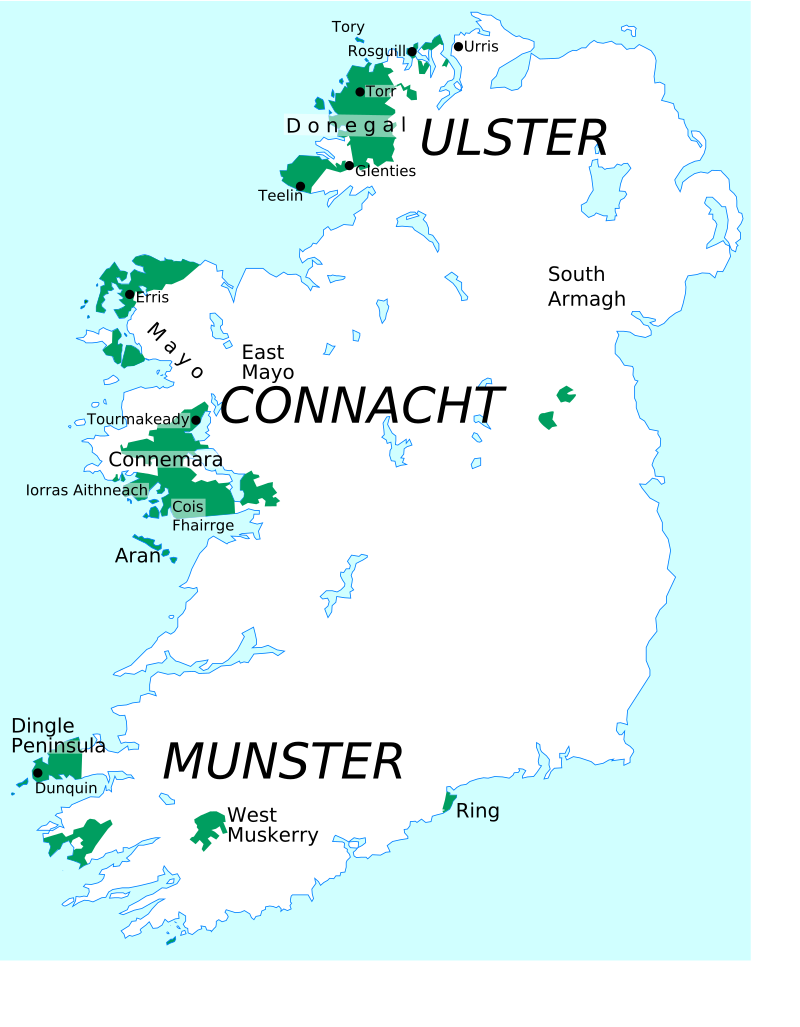 Tory
Rosguill
Urris
Torr
Donegal
ULSTER
Glenties
Teelin
South
Armagh
Erris
Mayo
East
Mayo
CONNACHT
Tourmakeady
Connemara
Iorras Aithneach
Cois
Fhairrge
Aran
Dingle
Peninsula
MUNSTER
Dunquin
West
Muskerry
Ring